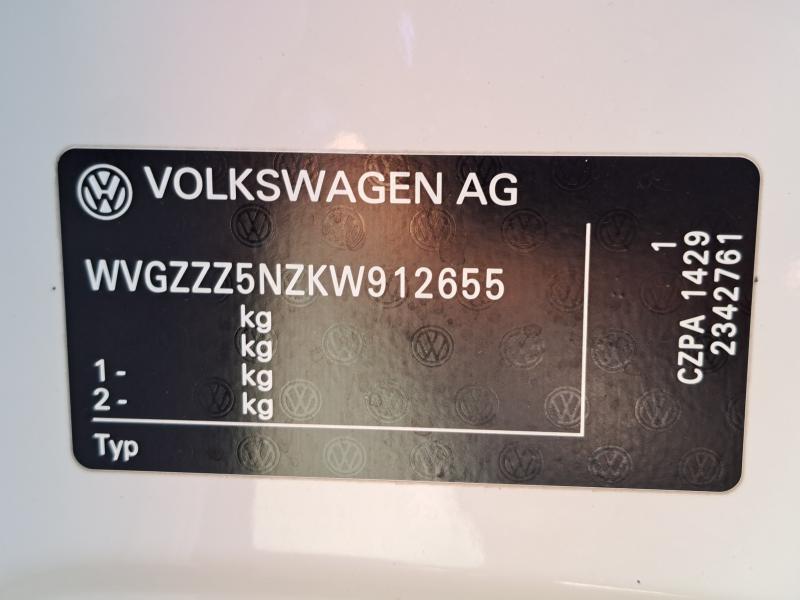 VOLKSWAGEN AG
WVGZZZ5NZKW912655
kg
kg
1- kg
2- kg
Typ
1
CZPA 1429
2342761